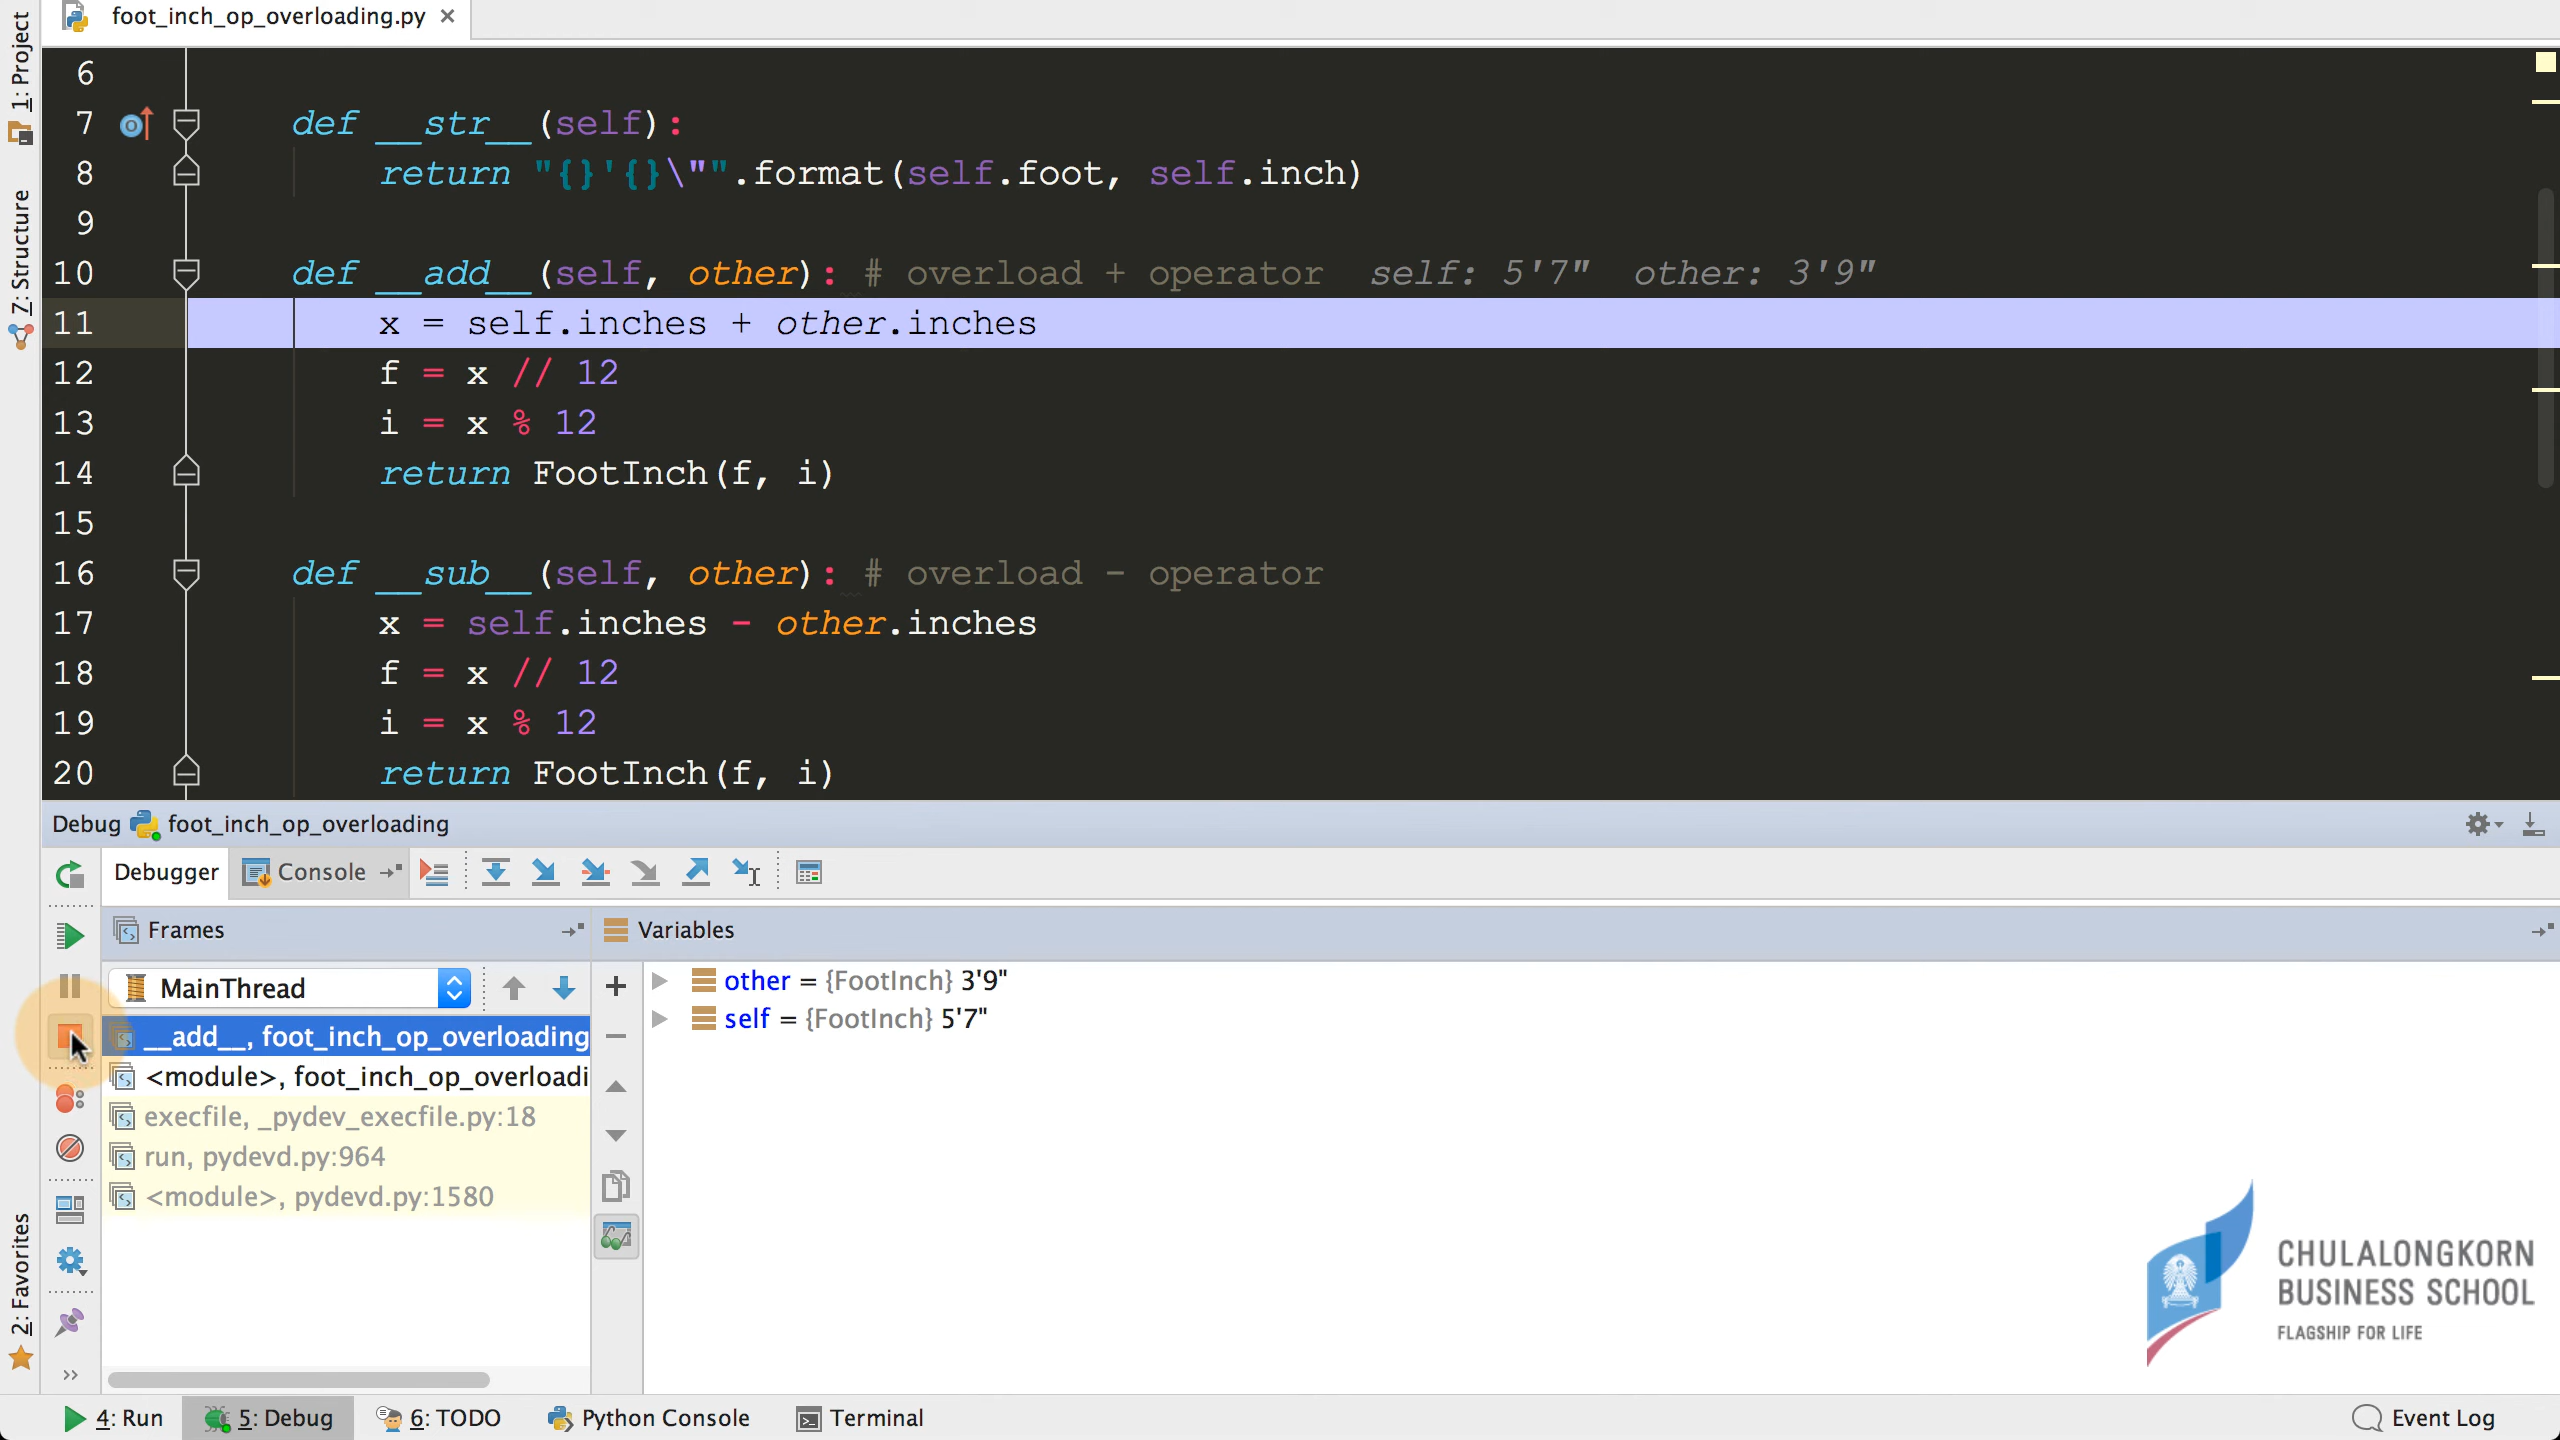 foot_inch_op_overloading.py
1: Project
7: Structure
2: Favorites
6
7 def __str__(self):
8 return "{}'{}\"".format(self.foot, self.inch)
9
10 def __add__(self, other): # overload + operator self: 5'7" other: 3'9"
11 x = self.inches + other.inches
12 f = x // 12
13 i = x % 12
14 return FootInch(f, i)
15
16 def __sub__(self, other): # overload - operator
17 x = self.inches - other.inches
18 f = x // 12
19 i = x % 12
20 return FootInch(f, i)
Debug foot_inch_op_overloading
Debugger Console
Frames Variables
MainThread
__add__, foot_inch_op_overloading
<module>, foot_inch_op_overloadi
execfile, _pydev_execfile.py:18
run, pydevd.py:964
<module>, pydevd.py:1580
other = {FootInch} 3'9"
self = {FootInch} 5'7"
CHULALONGKORN
BUSINESS SCHOOL
FLAGSHIP FOR LIFE
4: Run 5: Debug 6: TODO Python Console Terminal Event Log